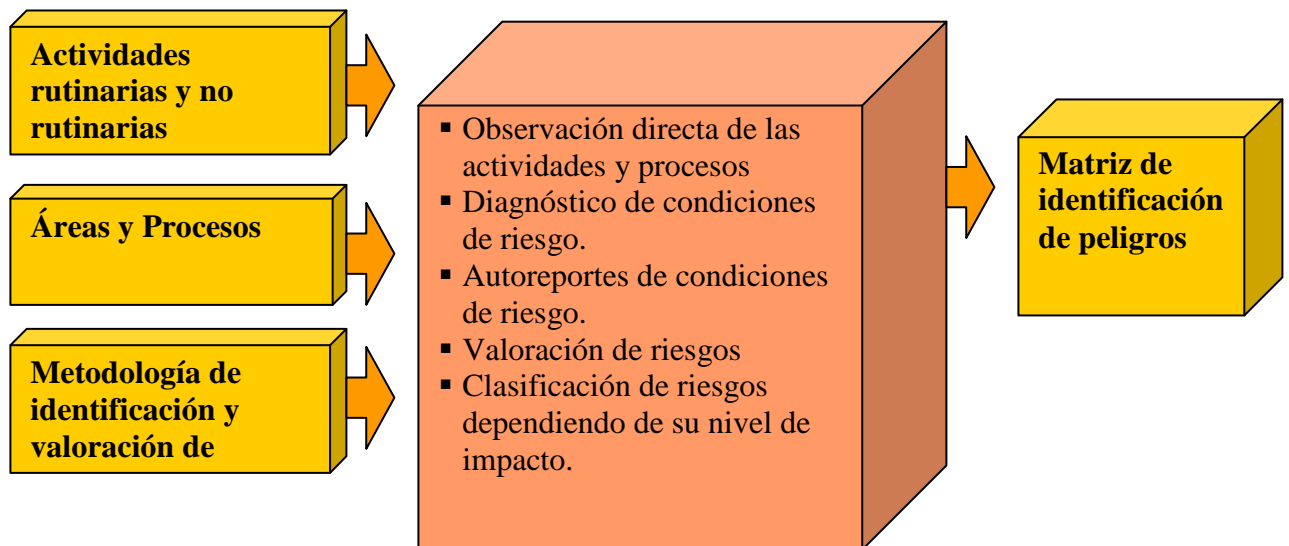 Actividades
rutinarias y no
rutinarias
Áreas y Procesos
Metodología de
identificación y
valoración de
▪ Observación directa de las
actividades y procesos
▪ Diagnóstico de condiciones
de riesgo.
▪ Autoreportes de condiciones
de riesgo.
▪ Valoración de riesgos
▪ Clasificación de riesgos
dependiendo de su nivel de
impacto.
Matriz de
identificación
de peligros